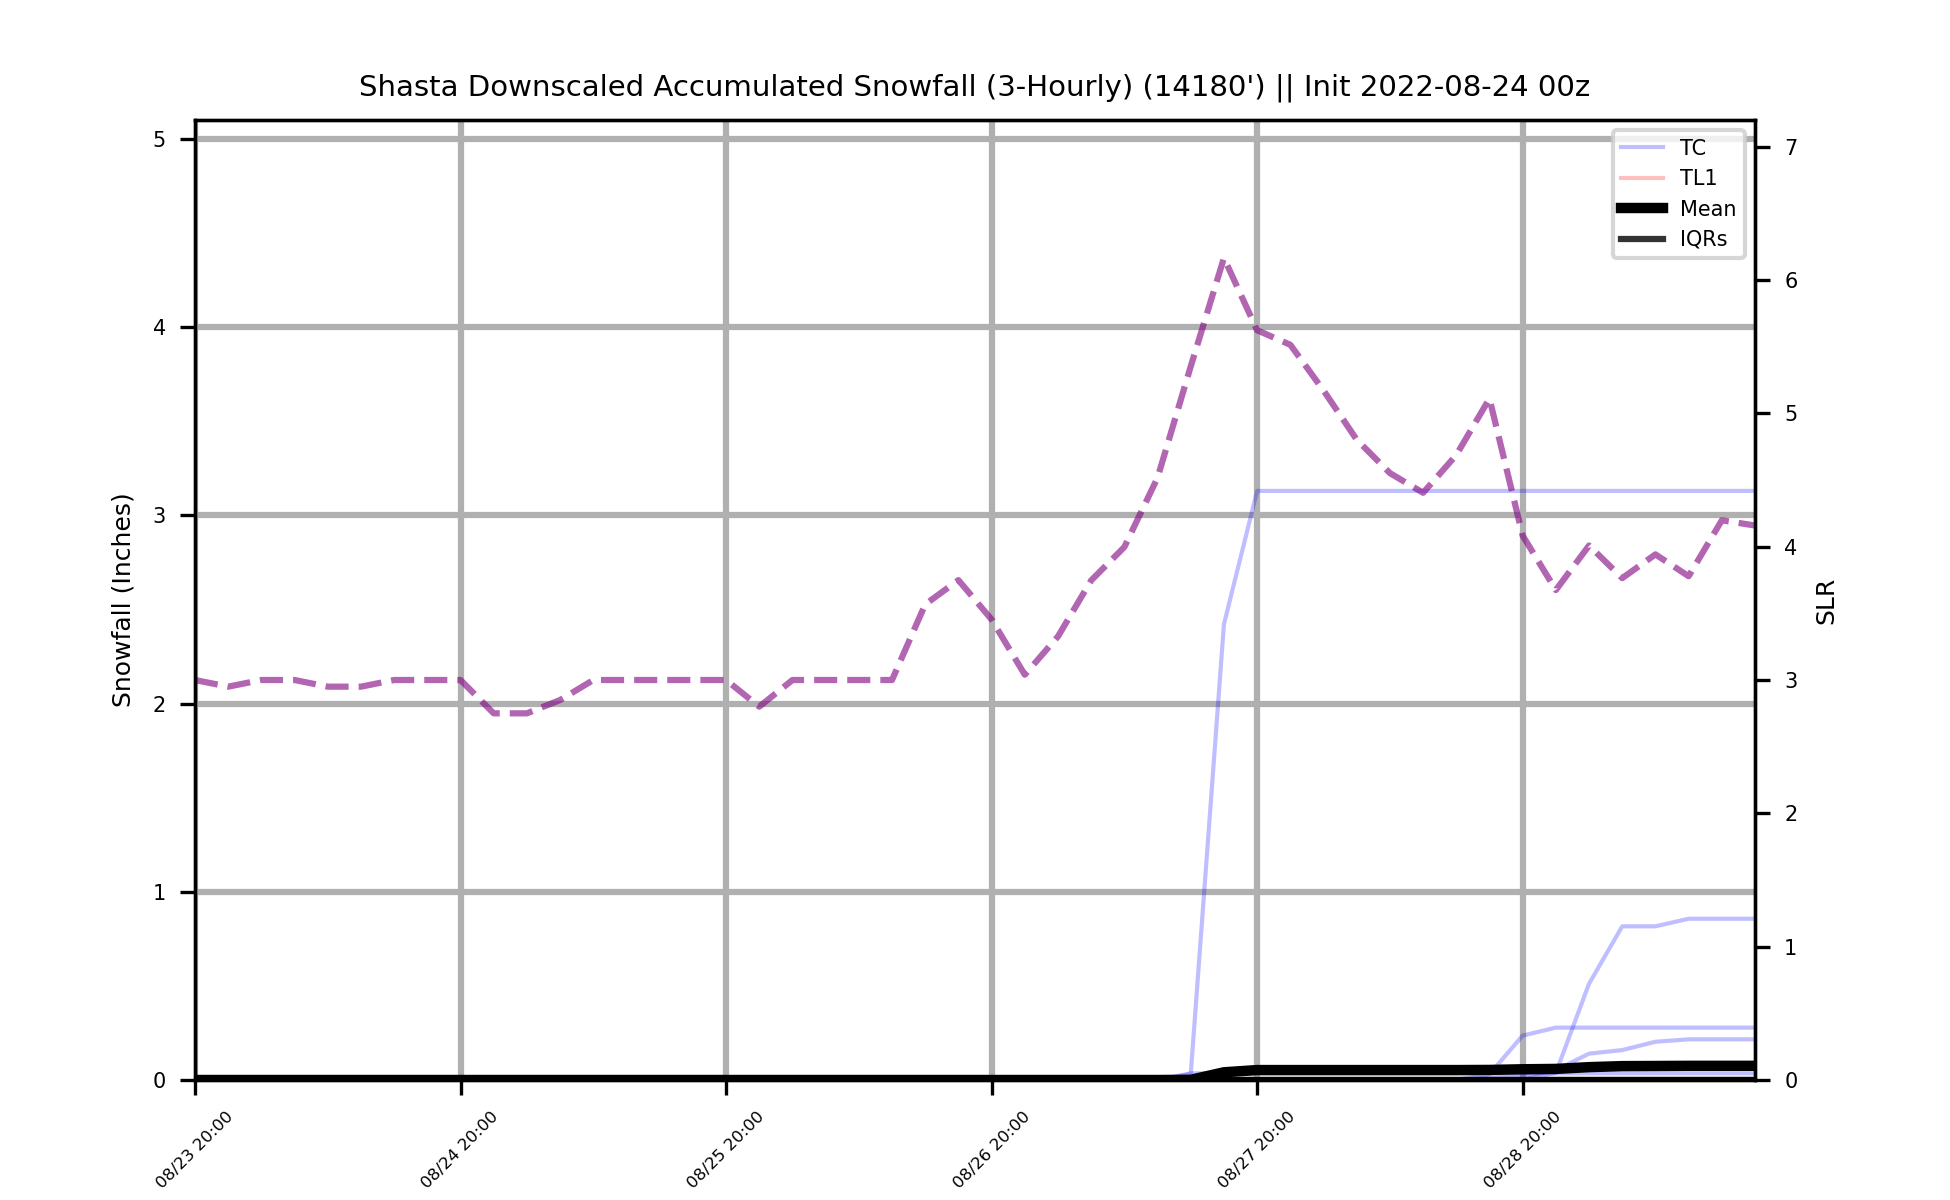 Shasta Downscaled Accumulated Snowfall (3-Hourly) (14180') || Init 2022-08-24 00z
TC
TL1
Mean
IQRs
Snowfall (Inches)
5
4
3
2
1
0
7
6
5
4
3
2
1
0
SLR
08/23 20:00
08/24 20:00
08/25 20:00
08/26 20:00
08/27 20:00
08/28 20:00